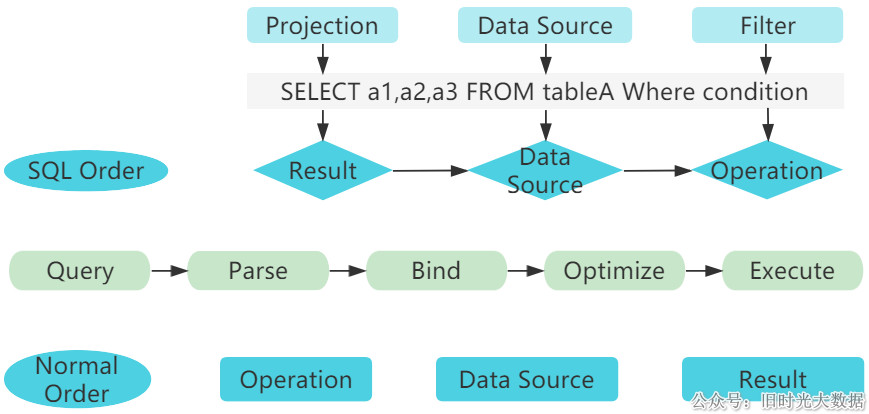 Projection
Data Source
Filter
SELECT a1,a2,a3 FROM tableA Where condition
SQL Order
Result
Data
Source
Operation
Query
Parse
Bind
Optimize
Execute
Normal
Order
Operation
Data Source
Result
公众号：旧时光大数据